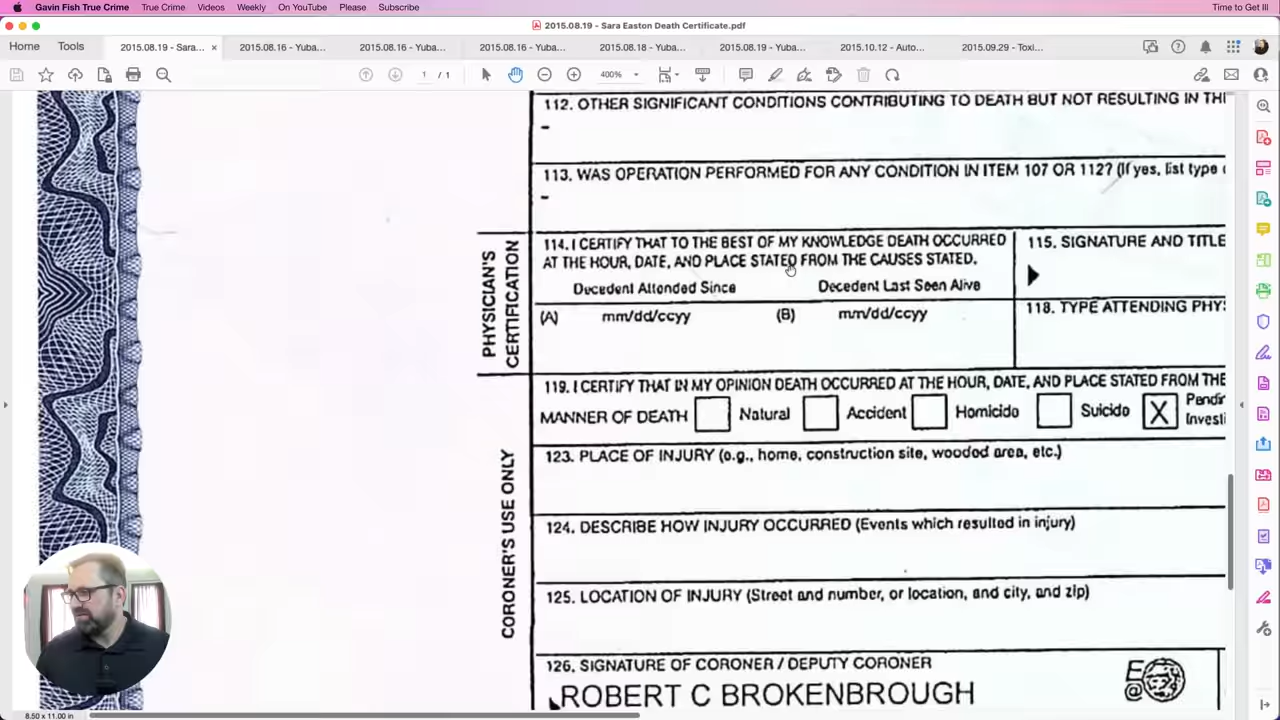 Gavin Fish True Crime True Crime Videos Weekly On YouTube Please Subscribe Time to Get Ill
2015.08.19 - Sara Easton Death Certificate.pdf
Home Tools 2015.08.19 - Sara... × 2015.08.16 - Yuba... 2015.08.16 - Yuba... 2015.08.16 - Yuba... 2015.08.18 - Yuba... 2015.08.19 - Yuba... 2015.10.12 - Auto... 2015.09.29 - Toxi...
1 / 1 400%
112. OTHER SIGNIFICANT CONDITIONS CONTRIBUTING TO DEATH BUT NOT RESULTING IN TH
-
113. WAS OPERATION PERFORMED FOR ANY CONDITION IN ITEM 107 OR 112? (If yes, list type
-
PHYSICIAN'S
CERTIFICATION
114. I CERTIFY THAT TO THE BEST OF MY KNOWLEDGE DEATH OCCURRED
AT THE HOUR, DATE, AND PLACE STATED FROM THE CAUSES STATED.
Decedent Attended Since Decedent Last Seen Alive
(A) mm/dd/ccyy (B) mm/dd/ccyy
115. SIGNATURE AND TITLE
118. TYPE ATTENDING PHY
CORONER'S USE ONLY
119. I CERTIFY THAT IN MY OPINION DEATH OCCURRED AT THE HOUR, DATE, AND PLACE STATED FROM THE
MANNER OF DEATH Natural Accident Homicide Suicide X Pendin
Investi
123. PLACE OF INJURY (e.g., home, construction site, wooded area, etc.)
124. DESCRIBE HOW INJURY OCCURRED (Events which resulted in injury)
125. LOCATION OF INJURY (Street and number, or location, and city, and zip)
126. SIGNATURE OF CORONER / DEPUTY CORONER
ROBERT C BROKENBROUGH
8.50 x 11.00 in